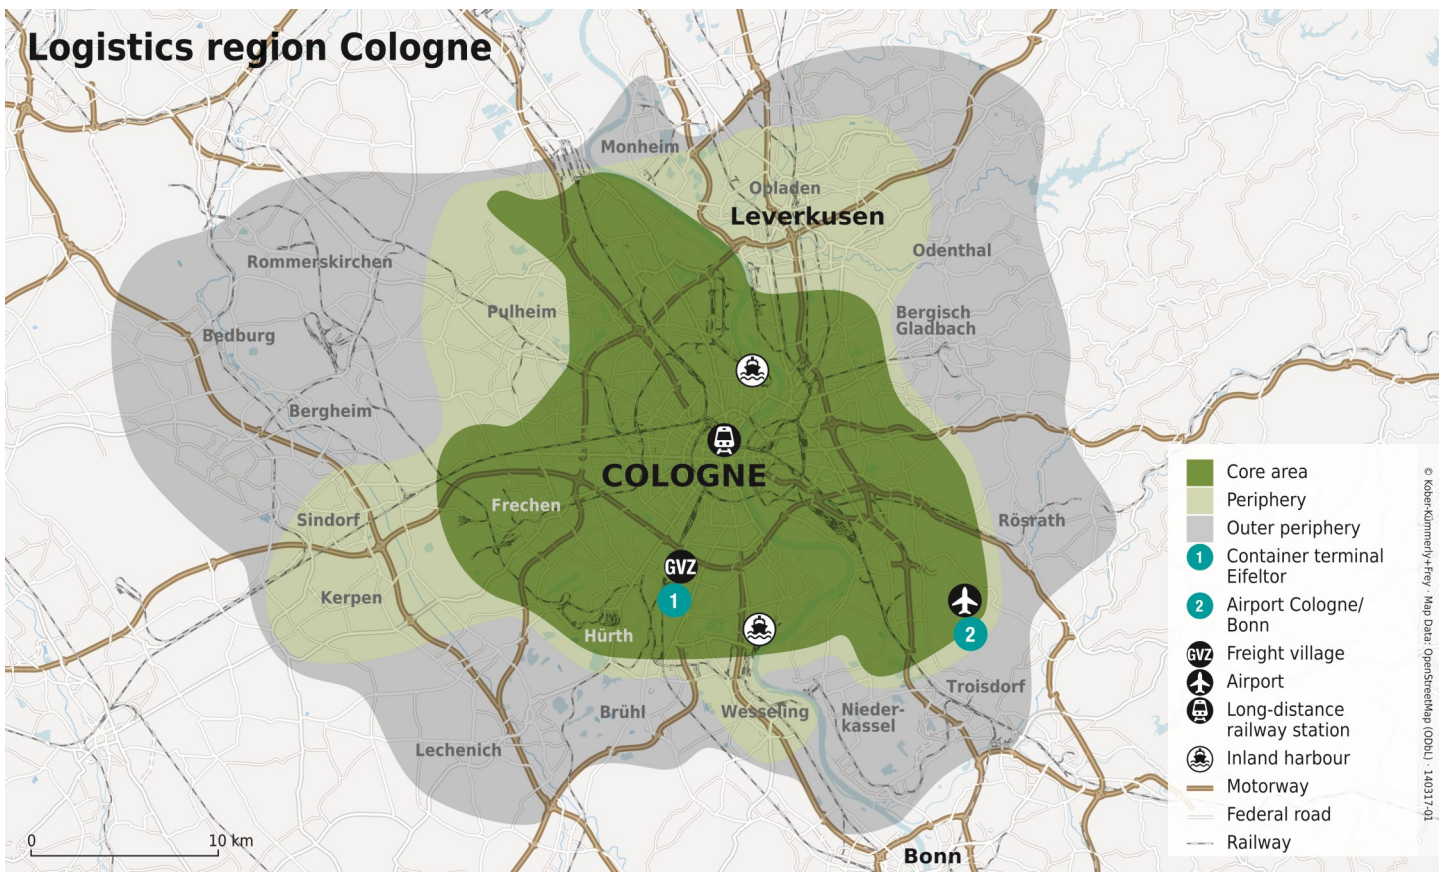 Logistics region Cologne
Monheim
Opladen
Leverkusen
Odenthal
Rommerskirchen
Pulheim
Bergisch
Gladbach
Bedburg
Bergheim
COLOGNE
Frechen
Sindorf
Rösrath
GVZ
1
Kerpen
Hürth
2
Troisdorf
Brühl
Wesseling
Nieder-
kassel
Lechenich
Bonn
0
10 km
Core area
Periphery
Outer periphery
1
Container terminal
Eifeltor
2
Airport Cologne/
Bonn
GVZ
Freight village
Airport
Long-distance
railway station
Inland harbour
Motorway
Federal road
Railway
© Kober-Kümmerly+Frey · Map Data: OpenStreetMap (ODbL) · 140317-01